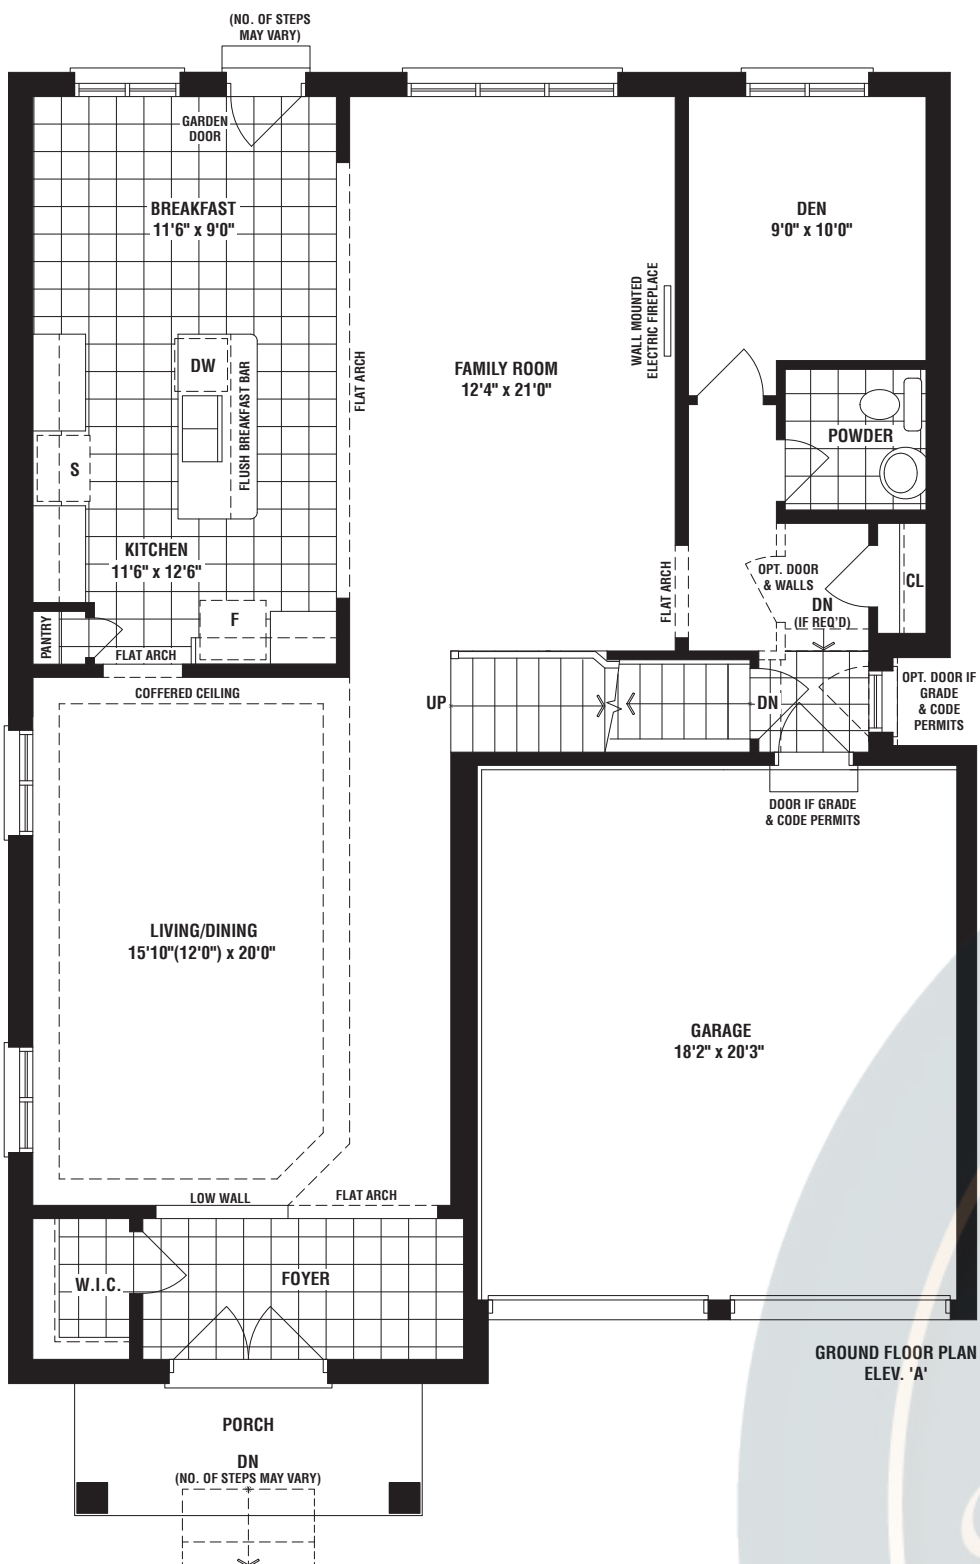 (NO. OF STEPS
MAY VARY)
GARDEN
DOOR
BREAKFAST
11'6" x 9'0"
DEN
9'0" x 10'0"
WALL MOUNTED
ELECTRIC FIREPLACE
FAMILY ROOM
12'4" x 21'0"
FLAT ARCH
DW
FLUSH BREAKFAST BAR
POWDER
S
KITCHEN
11'6" x 12'6"
OPT. DOOR
& WALLS
FLAT ARCH
CL
DN
(IF REQ'D)
F
PANTRY
FLAT ARCH
COFFERED CEILING
UP
DN
OPT. DOOR IF
GRADE
& CODE
PERMITS
DOOR IF GRADE
& CODE PERMITS
LIVING/DINING
15'10"(12'0") x 20'0"
GARAGE
18'2" x 20'3"
LOW WALL
FLAT ARCH
W.I.C.
FOYER
GROUND FLOOR PLAN
ELEV. 'A'
PORCH
DN
(NO. OF STEPS MAY VARY)